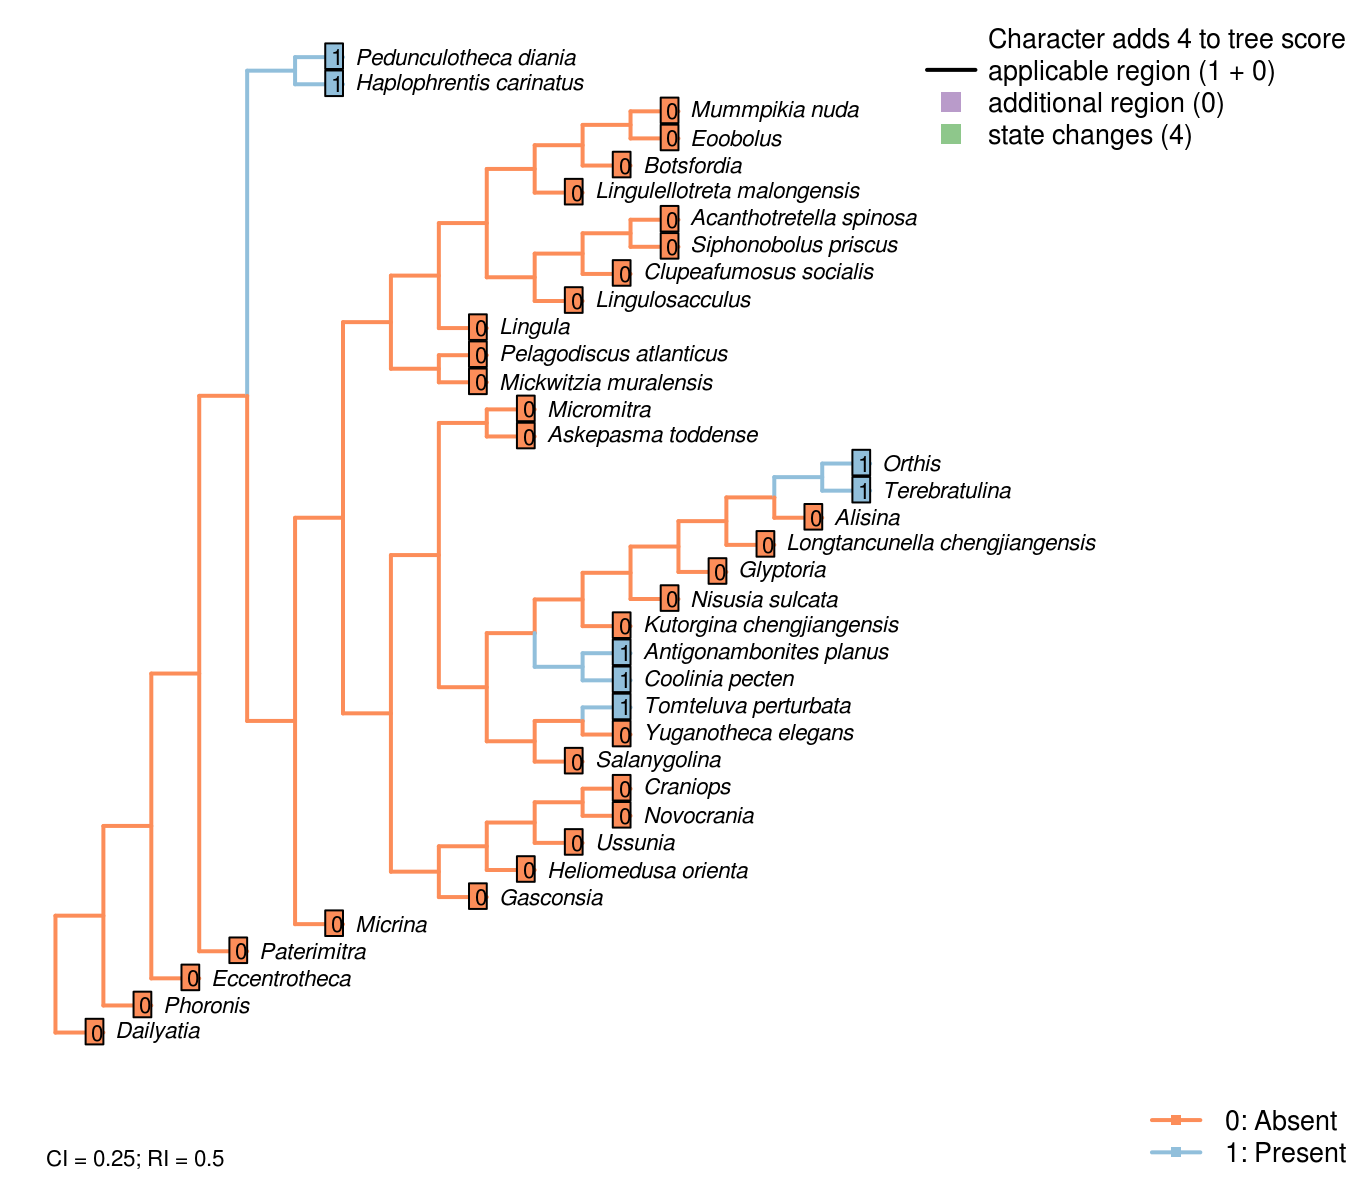 Character adds 4 to tree score
applicable region (1 + 0)
additional region (0)
state changes (4)
1 Pedunculotheca diania
1 Haplophrentis carinatus
0 Mummpikia nuda
0 Eoobolus
0 Botsfordia
0 Lingulellotreta malongensis
0 Acanthotretella spinosa
0 Siphonobolus priscus
0 Clupeafumosus socialis
0 Lingulosacculus
0 Lingula
0 Pelagodiscus atlanticus
0 Mickwitzia muralensis
0 Micromitra
0 Askepasma toddense
1 Orthis
1 Terebratulina
0 Alisina
0 Longtancunella chengjiangensis
0 Glyptoria
0 Nisusia sulcata
0 Kutorgina chengjiangensis
1 Antigonambonites planus
1 Coolinia pecten
1 Tomteluva perturbata
0 Yuganotheca elegans
0 Salanygolina
0 Craniops
0 Novocrania
0 Ussunia
0 Heliomedusa orienta
0 Gasconsia
0 Micrina
0 Paterimitra
0 Eccentrotheca
0 Phoronis
0 Dailyatia
0: Absent
1: Present
CI = 0.25; RI = 0.5